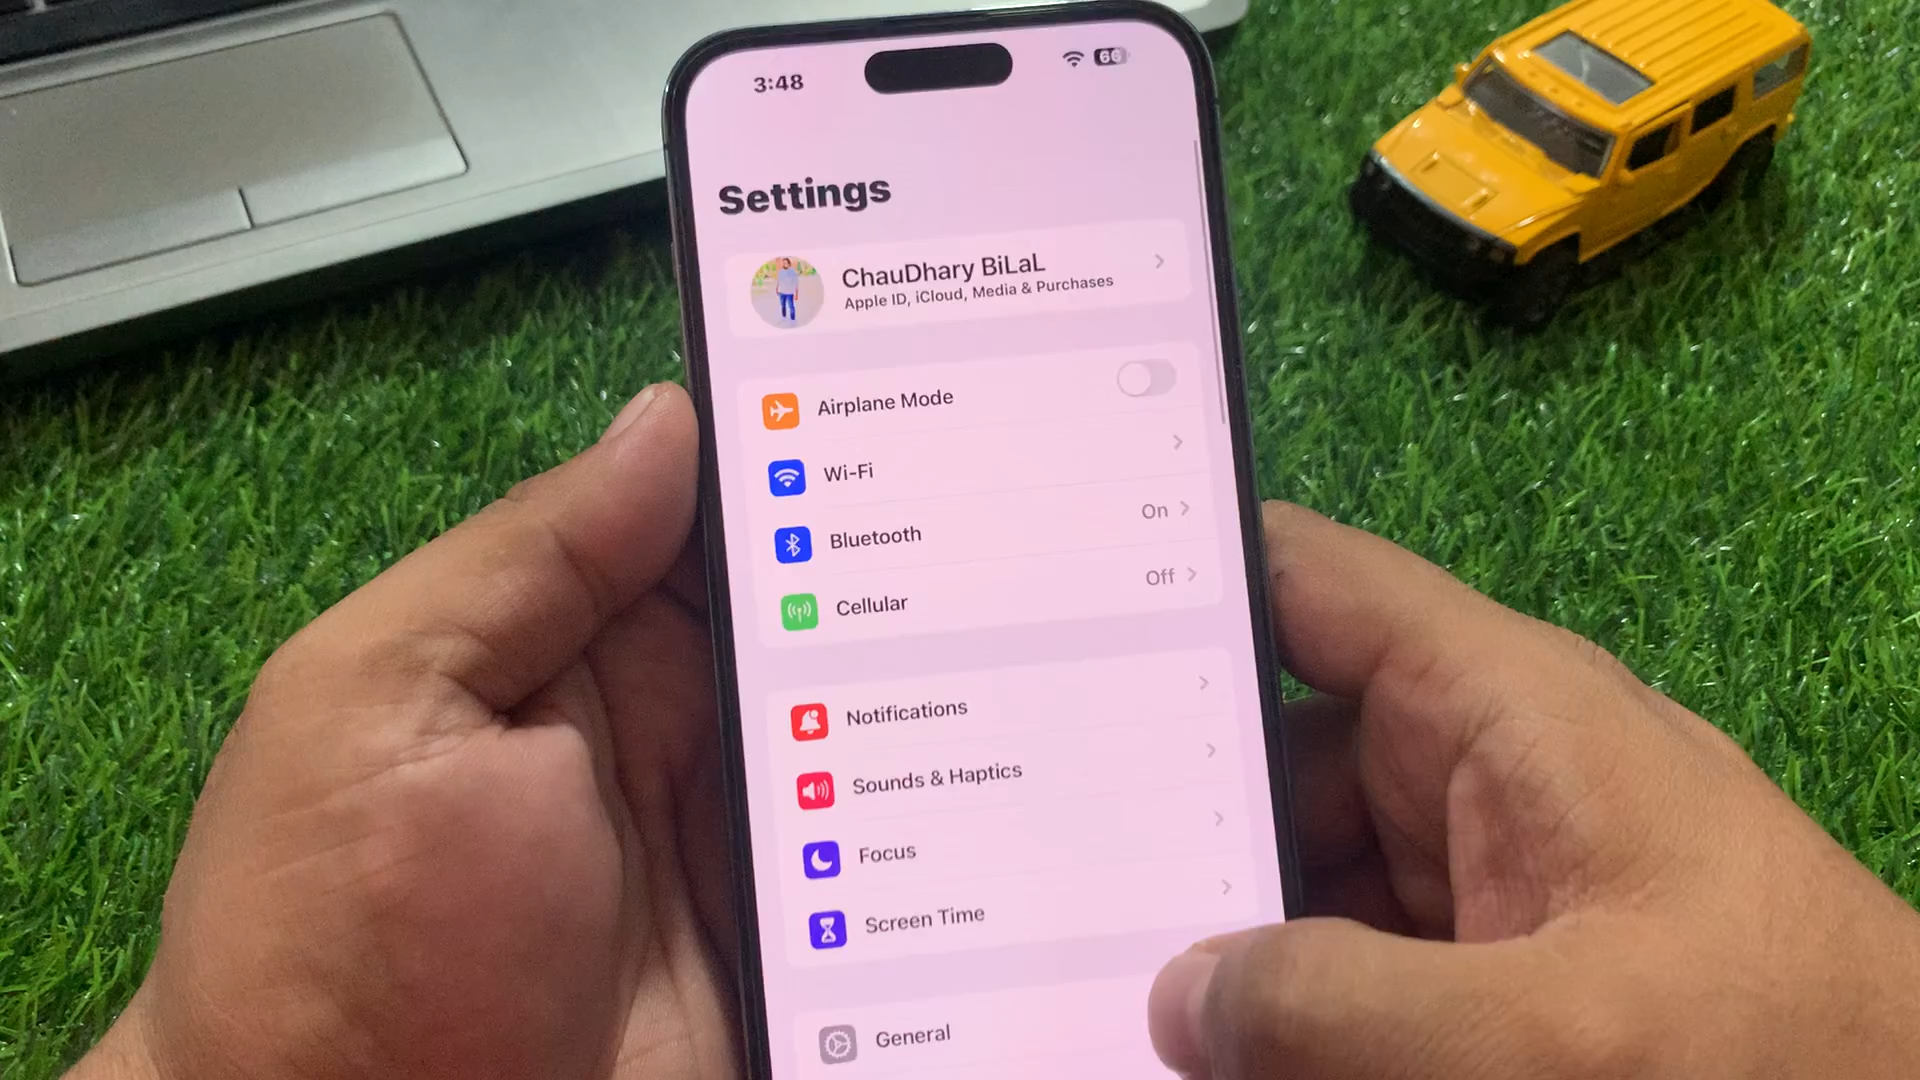 3:48
66
Settings
ChauDhary BiLaL
Apple ID, iCloud, Media & Purchases
Airplane Mode
Wi-Fi
Bluetooth
On
Cellular
Off
Notifications
Sounds & Haptics
Focus
Screen Time
General